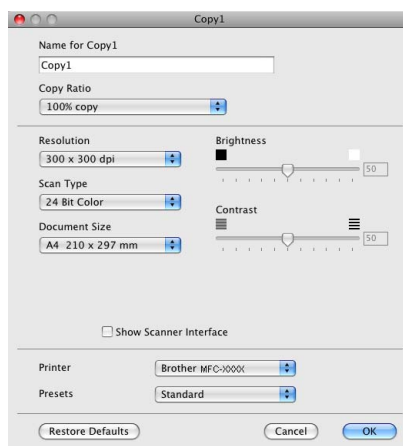 Copy1
Name for Copy1
Copy1
Copy Ratio
100% copy
Resolution
300 x 300 dpi
Scan Type
24 Bit Color
Document Size
A4 210 x 297 mm
Brightness
50
Contrast
50
Show Scanner Interface
Printer
Brother MFC-XXXX
Presets
Standard
Restore Defaults
Cancel
OK